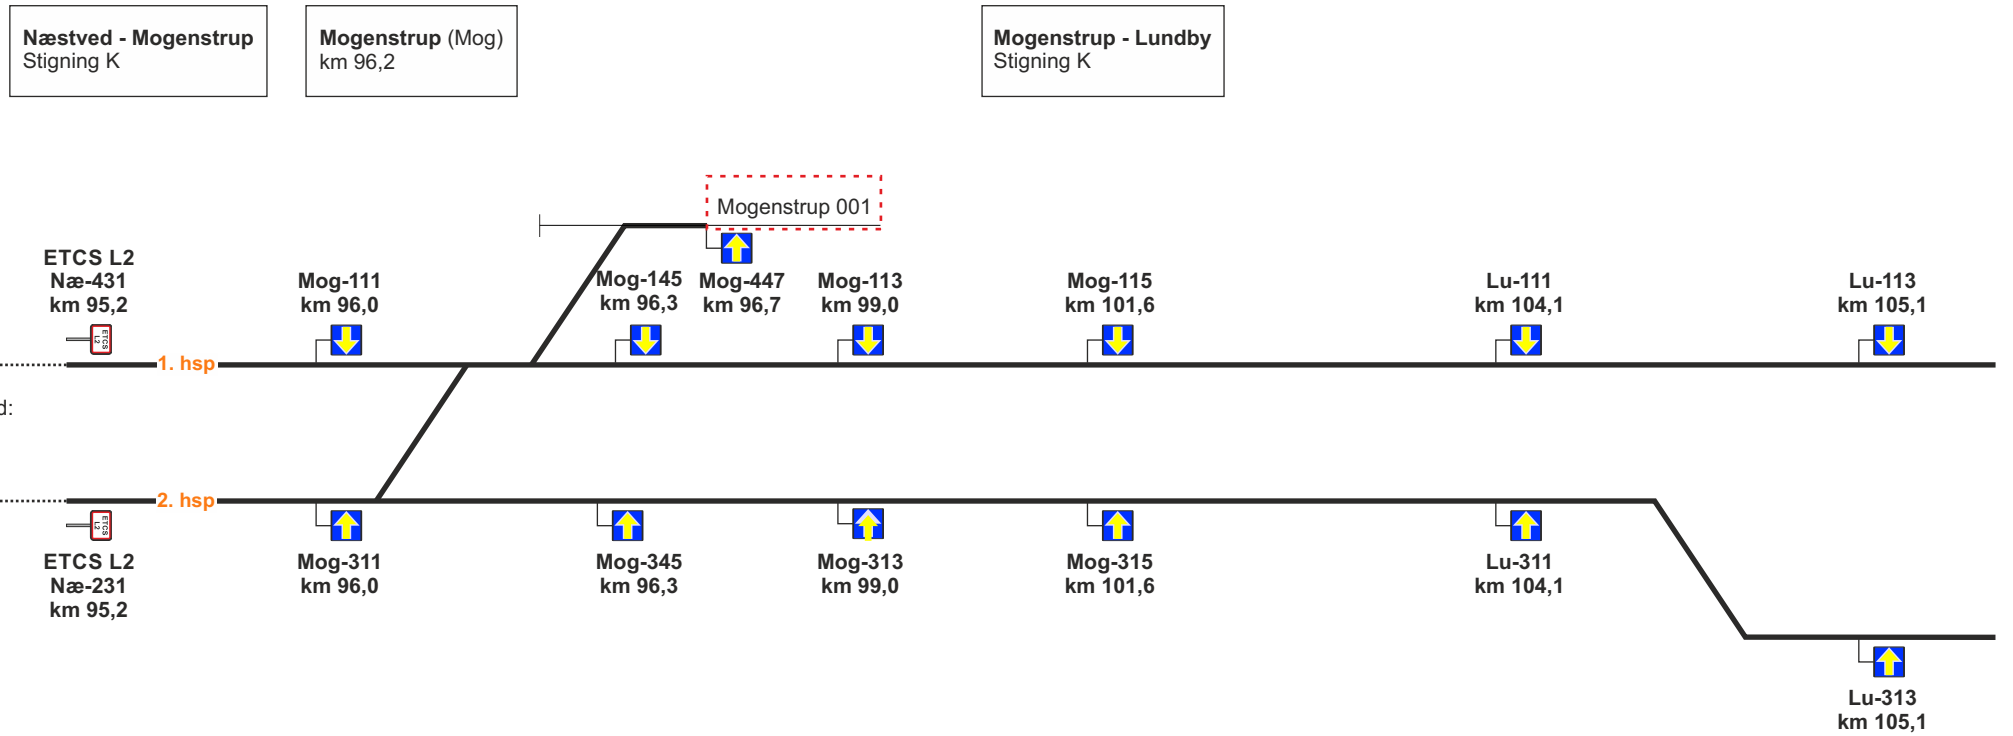 Næstved - Mogenstrup
Stigning K
Mogenstrup (Mog)
km 96,2
Mogenstrup - Lundby
Stigning K
Mogenstrup 001
ETCS L2
Næ-431
km 95,2
Mog-111
km 96,0
Mog-145
km 96,3
Mog-447
km 96,7
Mog-113
km 99,0
Mog-115
km 101,6
Lu-111
km 104,1
Lu-113
km 105,1
ETCS
L2
1. hsp
d:
2. hsp
ETCS
L2
ETCS L2
Næ-231
km 95,2
Mog-311
km 96,0
Mog-345
km 96,3
Mog-313
km 99,0
Mog-315
km 101,6
Lu-311
km 104,1
Lu-313
km 105,1